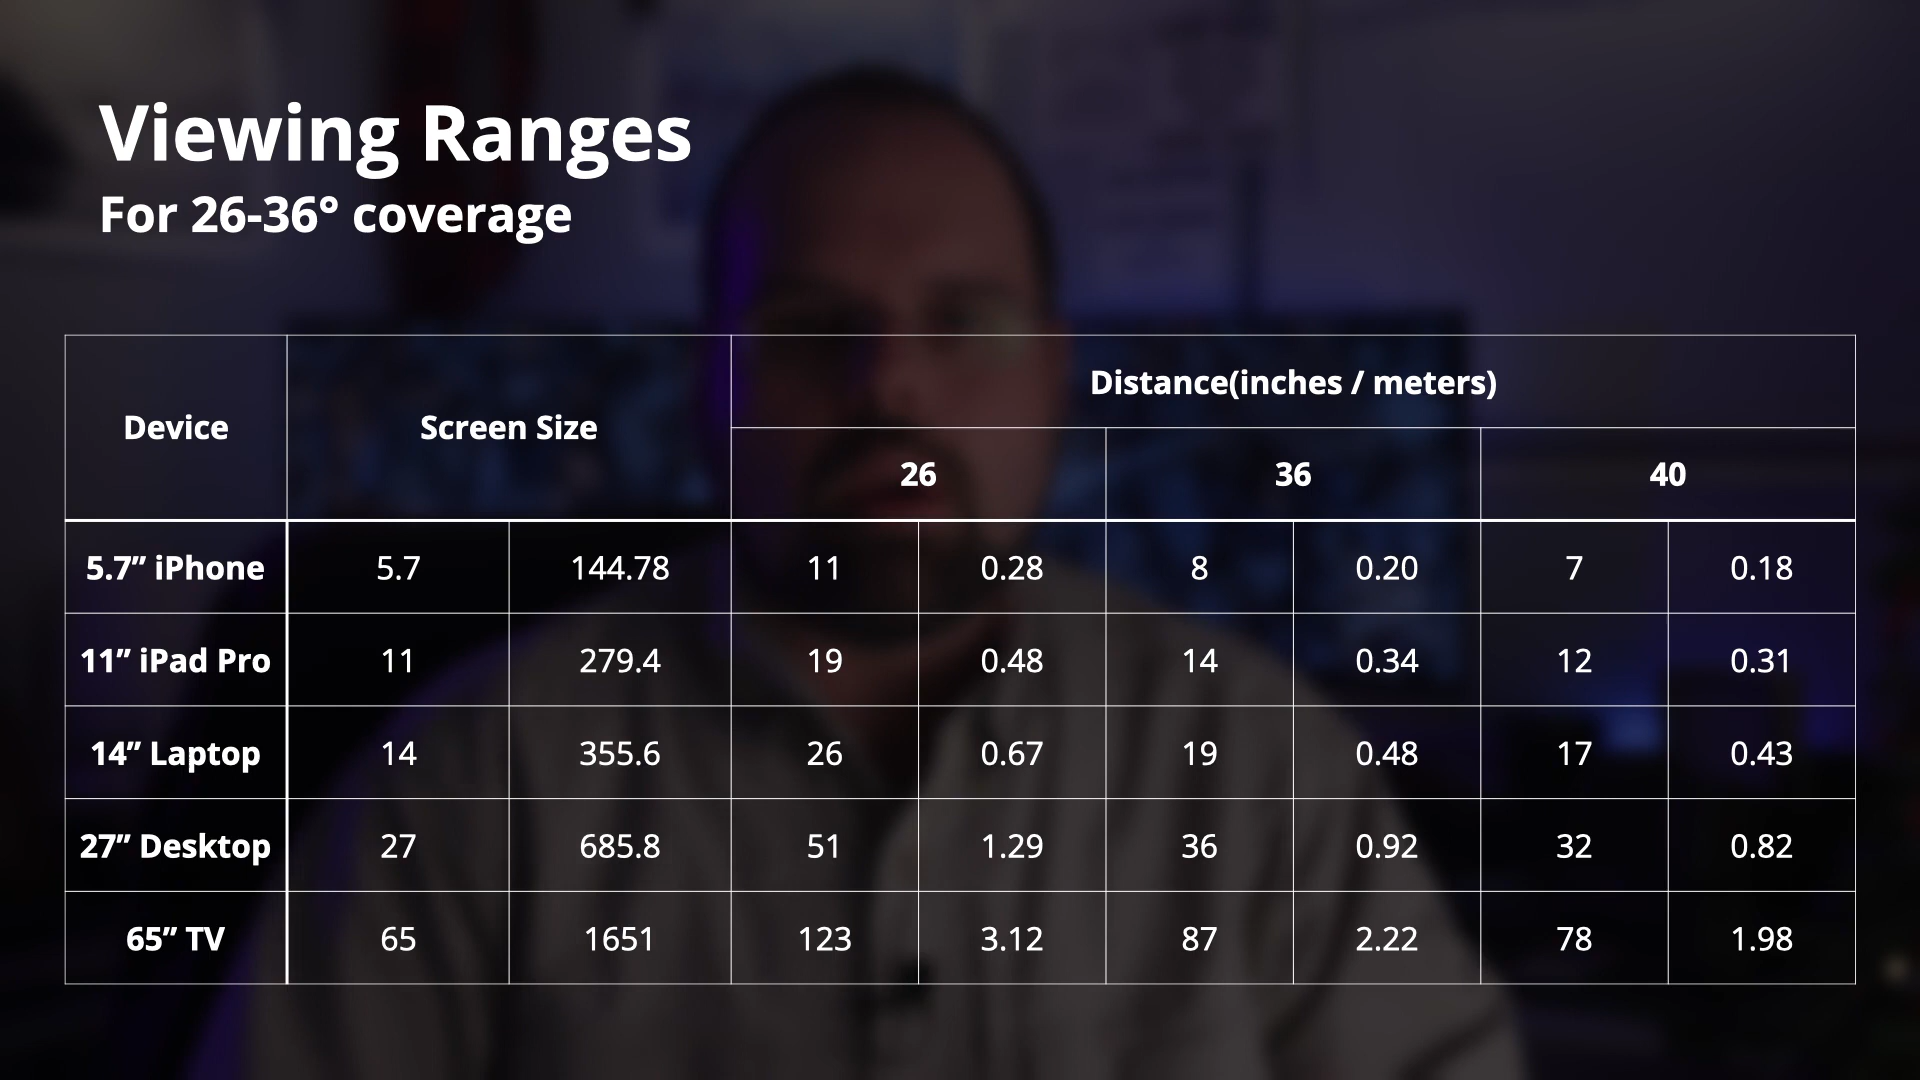 Viewing Ranges
For 26-36° coverage
Device Screen Size Distance(inches / meters)
26 36 40
5.7” iPhone 5.7 144.78 11 0.28 8 0.20 7 0.18
11” iPad Pro 11 279.4 19 0.48 14 0.34 12 0.31
14” Laptop 14 355.6 26 0.67 19 0.48 17 0.43
27” Desktop 27 685.8 51 1.29 36 0.92 32 0.82
65” TV 65 1651 123 3.12 87 2.22 78 1.98